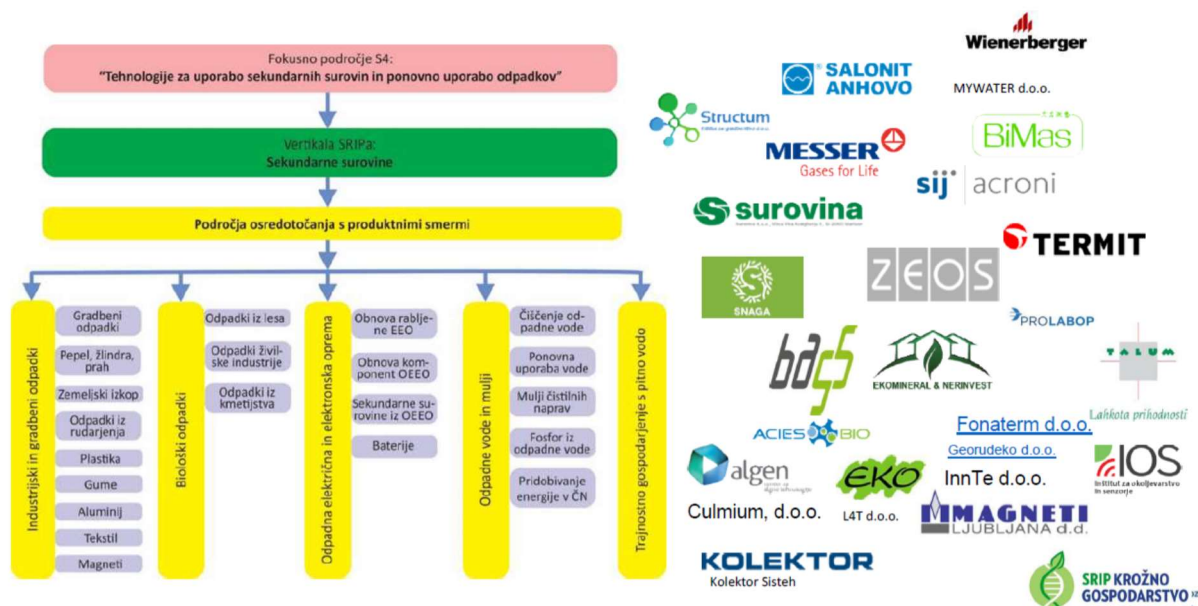 Fokusno področje S4:
"Tehnologije za uporabo sekundarnih surovin in ponovno uporabo odpadkov"
Vertikala SRIPa:
Sekundarne surovine
Področja osredotočanja s produktnimi smermi
Industrijski in gradbeni odpadki
Gradbeni
odpadki
Pepel, žlindra,
prah
Zemeljski izkop
Odpadki iz
rudarjenja
Plastika
Gume
Aluminij
Tekstil
Magneti
Biološki odpadki
Odpadki iz lesa
Odpadki živil-
ske industrije
Odpadki iz
kmetijstva
Odpadna električna in elektronska oprema
Obnova rablje-
ne EEO
Obnova kom-
ponent OEEO
Sekundarne su-
rovine iz OEEO
Baterije
Odpadne vode in mulji
Čiščenje od-
padne vode
Ponovna
uporaba vode
Mulji čistilnih
naprav
Fosfor iz
odpadne vode
Pridobivanje
energije v ČN
Trajnostno gospodarjenje s pitno vodo
Wienerberger
SALONIT
ANHOVO
MYWATER d.o.o.
Structum
BiMas
MESSER
Gases for Life
sij acroni
surovina
TERMIT
SNAGA
ZEOS
PROLABOP
EKOMINERAL & NERINVEST
TALUM
Lahkota prihodnosti
ACIES BIO
Fonaterm d.o.o.
Georudeko d.o.o.
algen
EKO
InnTe d.o.o.
IOS
Inštitut za okoljevarstvo
in senzorje
Culmium, d.o.o.
L4T d.o.o.
MAGNETI
LJUBLJANA d.d.
KOLEKTOR
Kolektor Sisteh
SRIP KROŽNO
GOSPODARSTVO